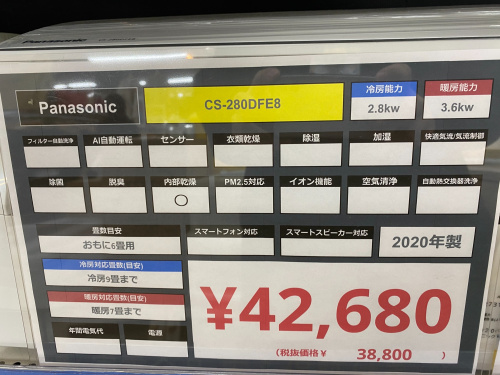 Panasonic
CS-280DFE8
冷房能力
2.8kw
暖房能力
3.6kw
フィルター自動洗浄
AI自動運転
センサー
衣類乾燥
除湿
加湿
快適気流/気流制御
除菌
脱臭
内部乾燥
○
PM2.5対応
イオン機能
空気清浄
自動熱交換器洗浄
畳数目安
おもに6畳用
スマートフォン対応
スマートスピーカー対応
2020年製
冷房対応畳数(目安)
冷房9畳まで
暖房対応畳数(目安)
暖房7畳まで
年間電気代
電源
¥42,680
(税抜価格¥ 38,800 )